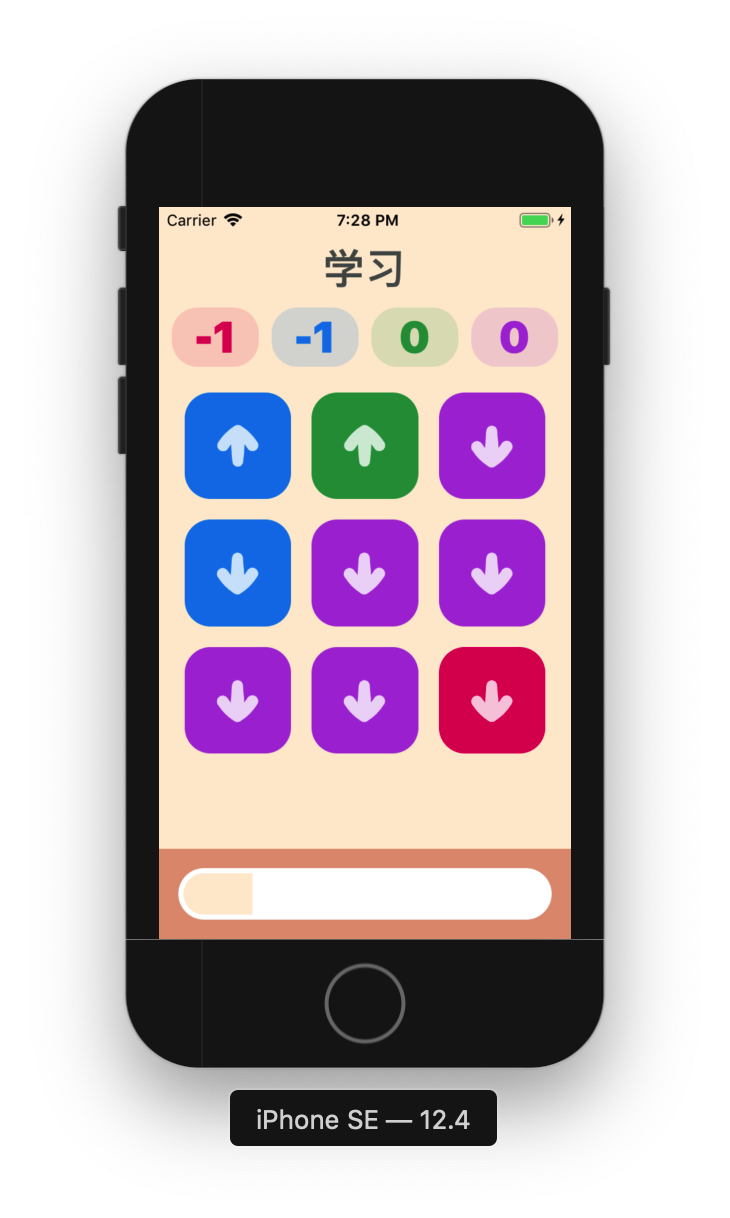 Carrier 7:28 PM
学习
-1 -1 0 0
iPhone SE — 12.4